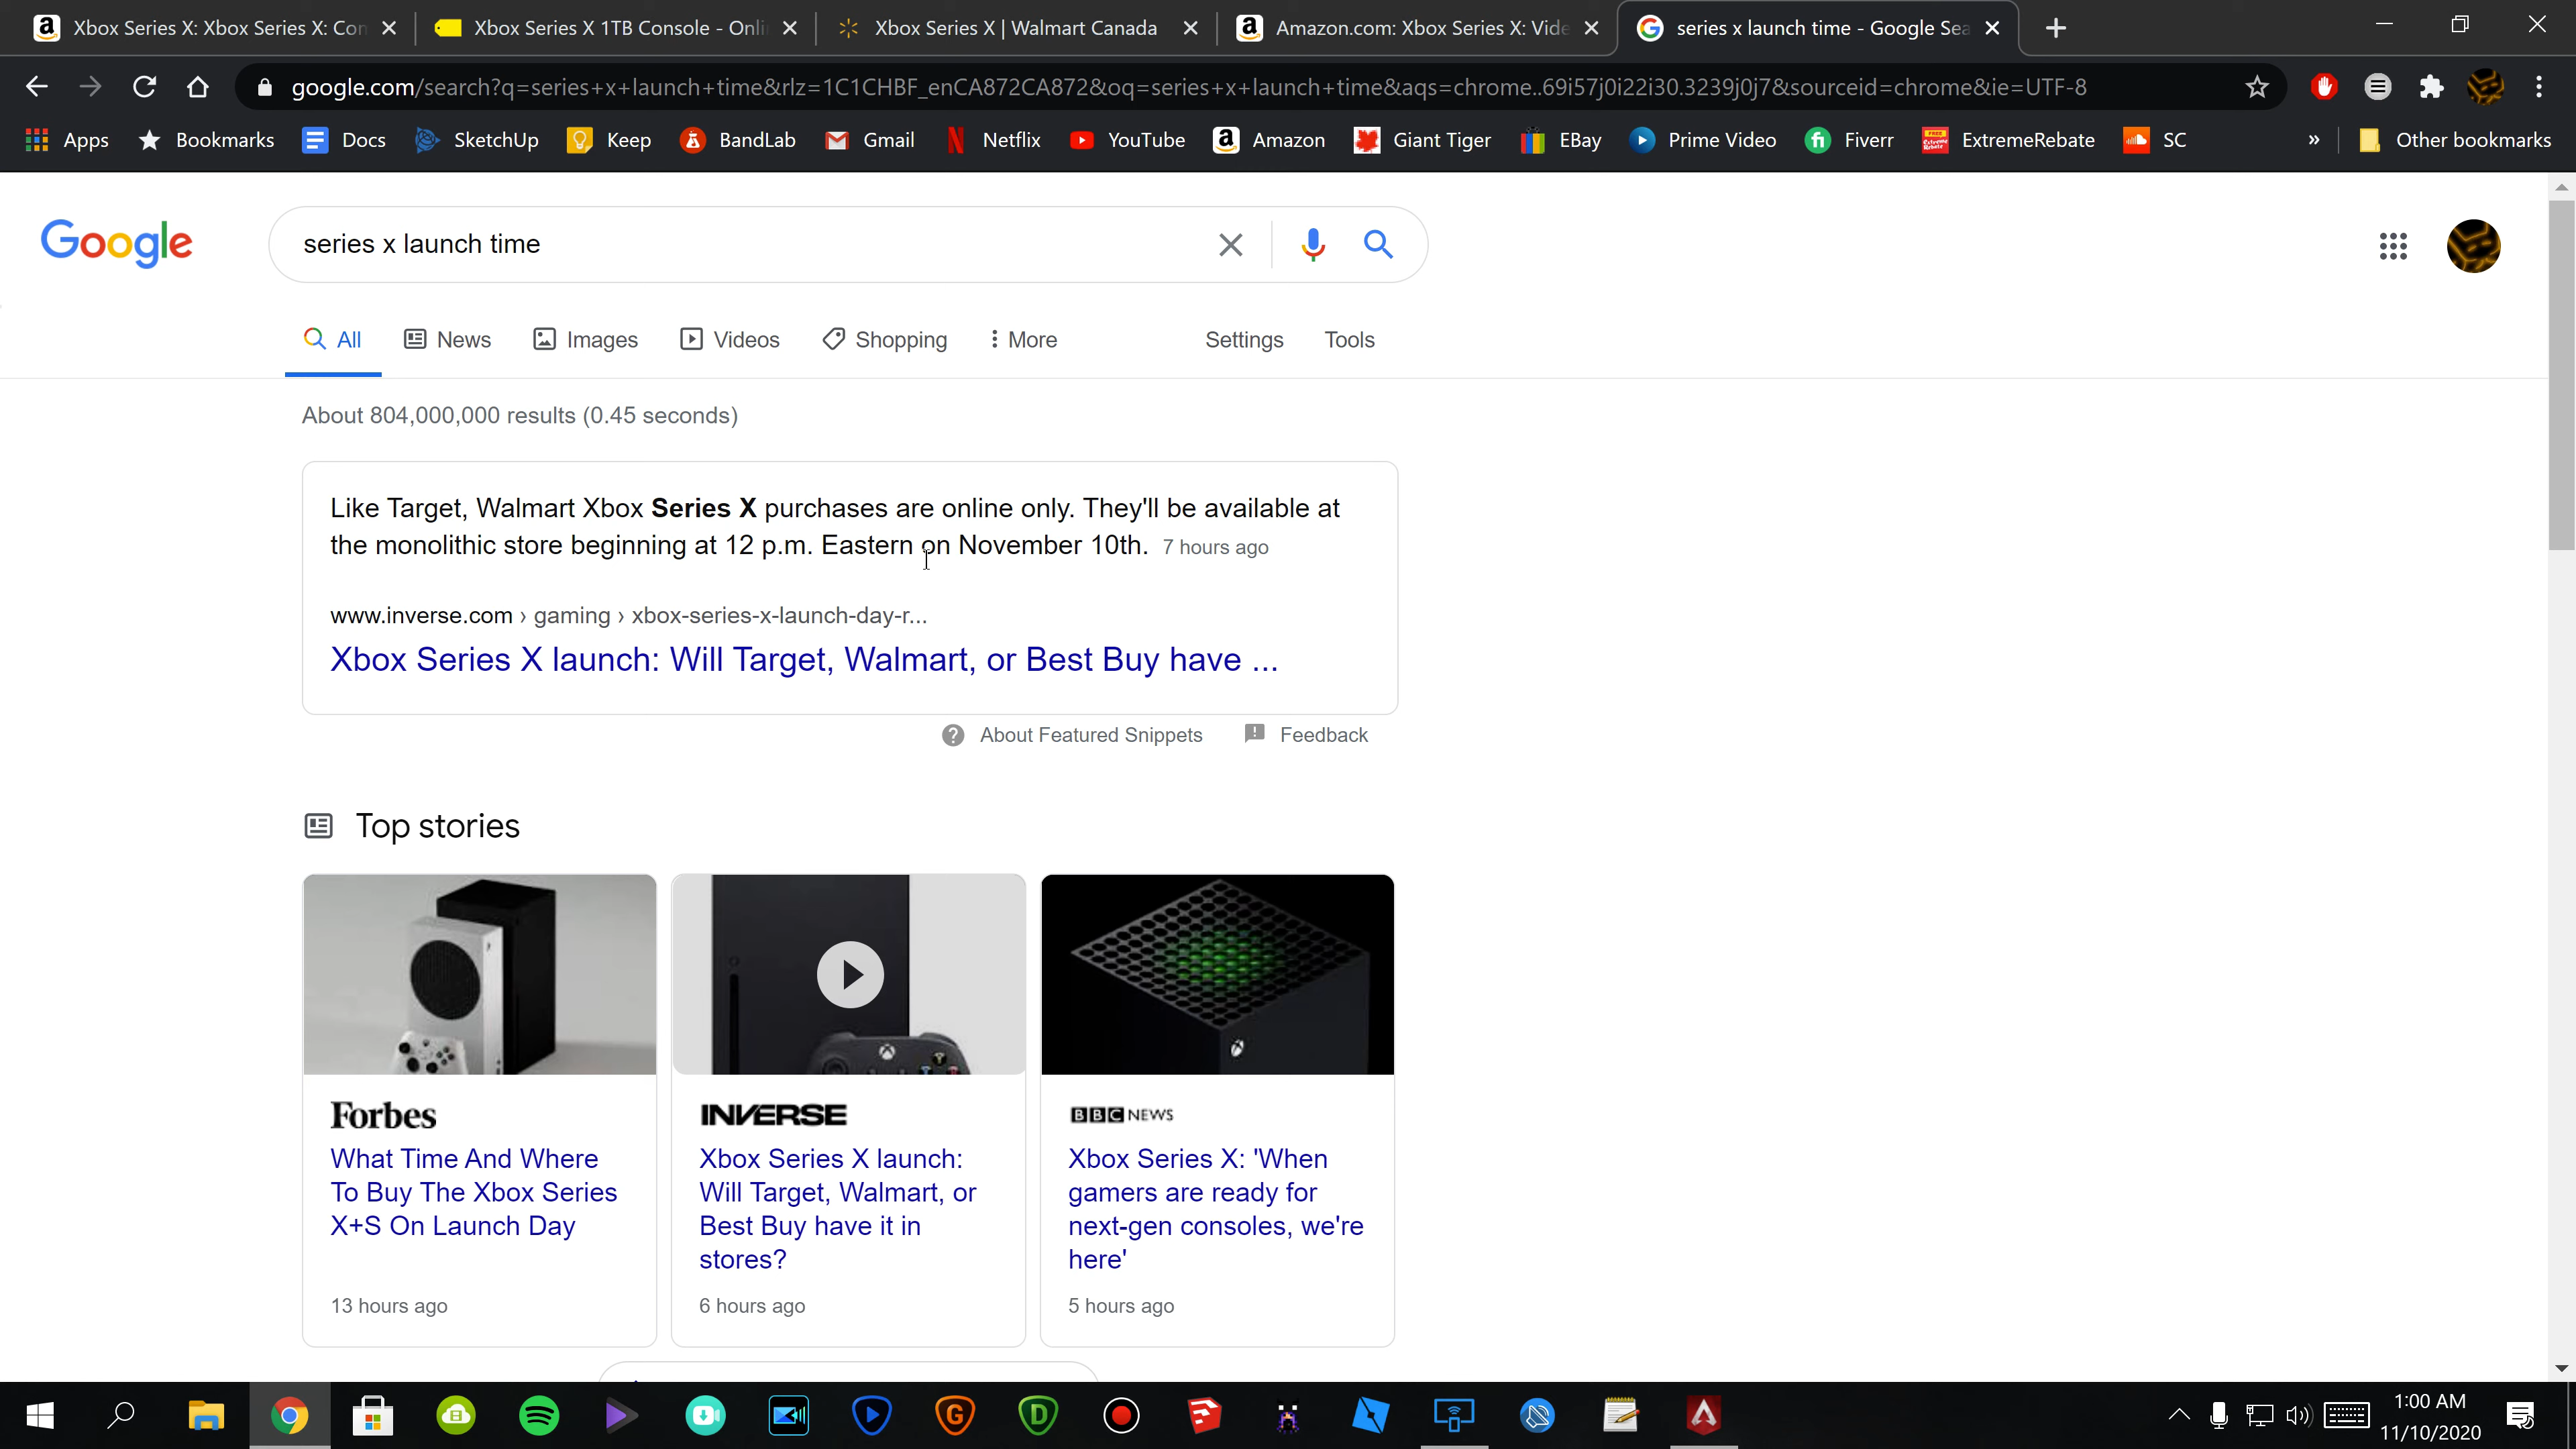 Xbox Series X: Xbox Series X: Con
Xbox Series X 1TB Console - Onli
Xbox Series X | Walmart Canada
Amazon.com: Xbox Series X: Vide
series x launch time - Google Sea
google.com/search?q=series+x+launch+time&rlz=1C1CHBF_enCA872CA872&oq=series+x+launch+time&aqs=chrome..69i57j0i22i30.3239j0j7&sourceid=chrome&ie=UTF-8
Apps Bookmarks Docs SketchUp Keep BandLab Gmail Netflix YouTube Amazon Giant Tiger EBay Prime Video Fiverr ExtremeRebate SC » Other bookmarks
Google
series x launch time
All News Images Videos Shopping More Settings Tools
About 804,000,000 results (0.45 seconds)
Like Target, Walmart Xbox Series X purchases are online only. They'll be available at
the monolithic store beginning at 12 p.m. Eastern on November 10th. 7 hours ago
www.inverse.com › gaming › xbox-series-x-launch-day-r...
Xbox Series X launch: Will Target, Walmart, or Best Buy have ...
About Featured Snippets Feedback
Top stories
Forbes
What Time And Where
To Buy The Xbox Series
X+S On Launch Day
13 hours ago
INVERSE
Xbox Series X launch:
Will Target, Walmart, or
Best Buy have it in
stores?
6 hours ago
BBC NEWS
Xbox Series X: 'When
gamers are ready for
next-gen consoles, we're
here'
5 hours ago
1:00 AM
11/10/2020